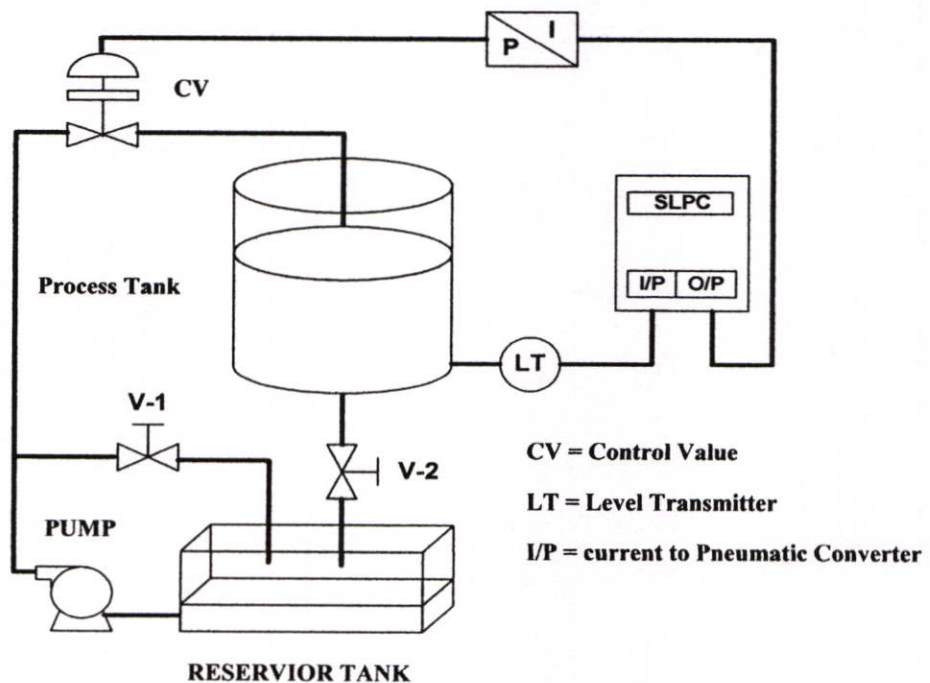 P I
CV
SLPC
I/P O/P
Process Tank
LT
V-1
V-2
CV = Control Value
LT = Level Transmitter
I/P = current to Pneumatic Converter
PUMP
RESERVIOR TANK